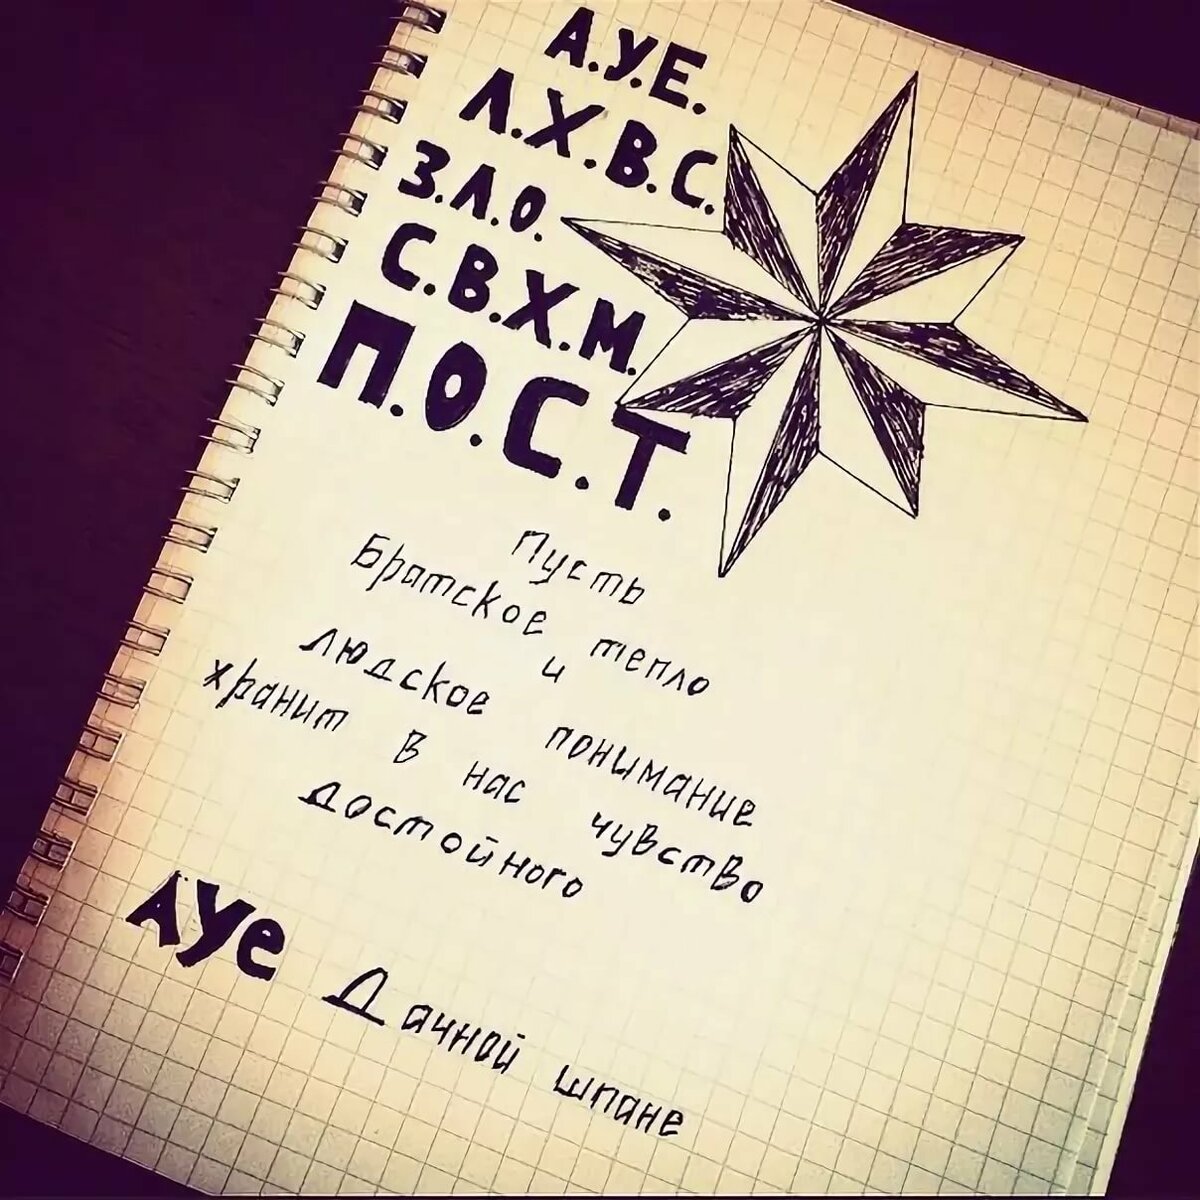 А.У.Е.
Л.Х.В.С.
З.Л.О.
С.В.Х.М.
П.О.С.Т.
Пусть
Братское тепло
и
людское понимание
хранит в нас чувство
достойного
АУе Дачной шпане